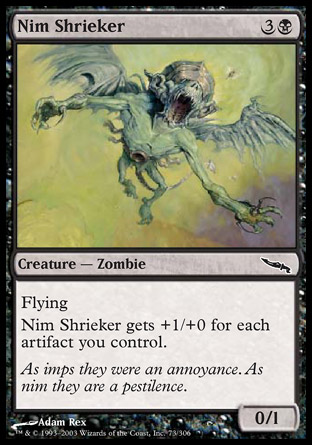 Nim Shrieker 3
Creature — Zombie
Flying
Nim Shrieker gets +1/+0 for each
artifact you control.
As imps they were an annoyance. As
nim they are a pestilence.
Adam Rex
™ & © 1993–2003 Wizards of the Coast, Inc. 73/306
0/1